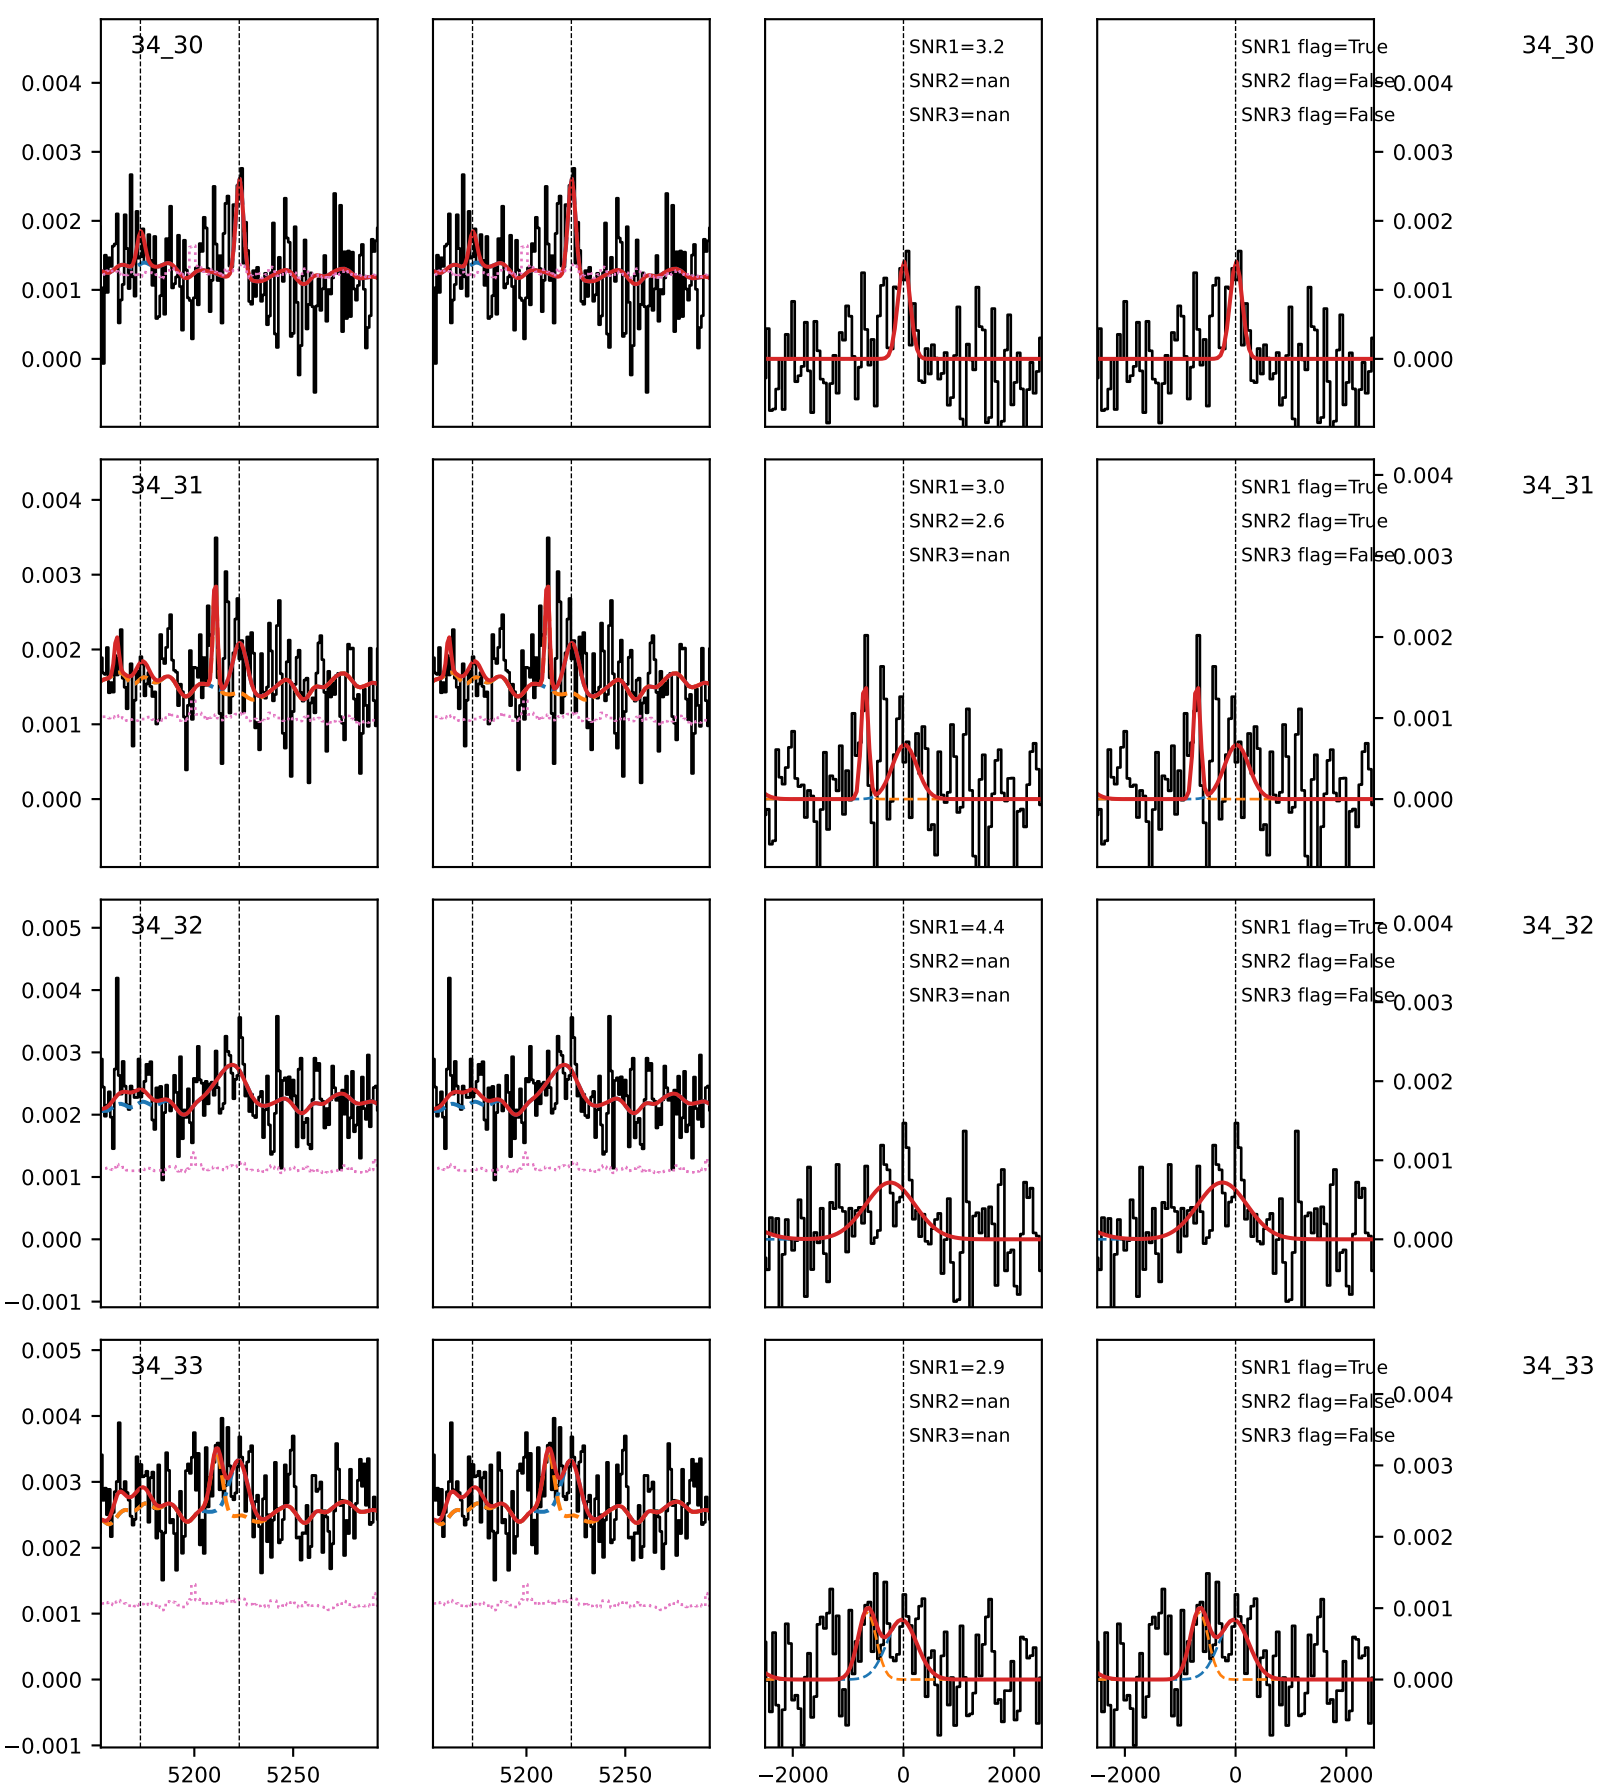 34_30
SNR1=3.2
SNR2=nan
SNR3=nan
SNR1 flag=True
SNR2 flag=False
SNR3 flag=False
34_30
0.004
0.003
0.002
0.001
0.000
0.004
0.003
0.002
0.001
0.000
34_31
SNR1=3.0
SNR2=2.6
SNR3=nan
SNR1 flag=True
SNR2 flag=True
SNR3 flag=False
34_31
0.004
0.003
0.002
0.001
0.000
0.004
0.003
0.002
0.001
0.000
34_32
SNR1=4.4
SNR2=nan
SNR3=nan
SNR1 flag=True
SNR2 flag=False
SNR3 flag=False
34_32
0.005
0.004
0.003
0.002
0.001
0.000
−0.001
0.004
0.003
0.002
0.001
0.000
34_33
SNR1=2.9
SNR2=nan
SNR3=nan
SNR1 flag=True
SNR2 flag=False
SNR3 flag=False
34_33
0.005
0.004
0.003
0.002
0.001
0.000
−0.001
0.004
0.003
0.002
0.001
0.000
5200 5250
5200 5250
−2000 0 2000
−2000 0 2000